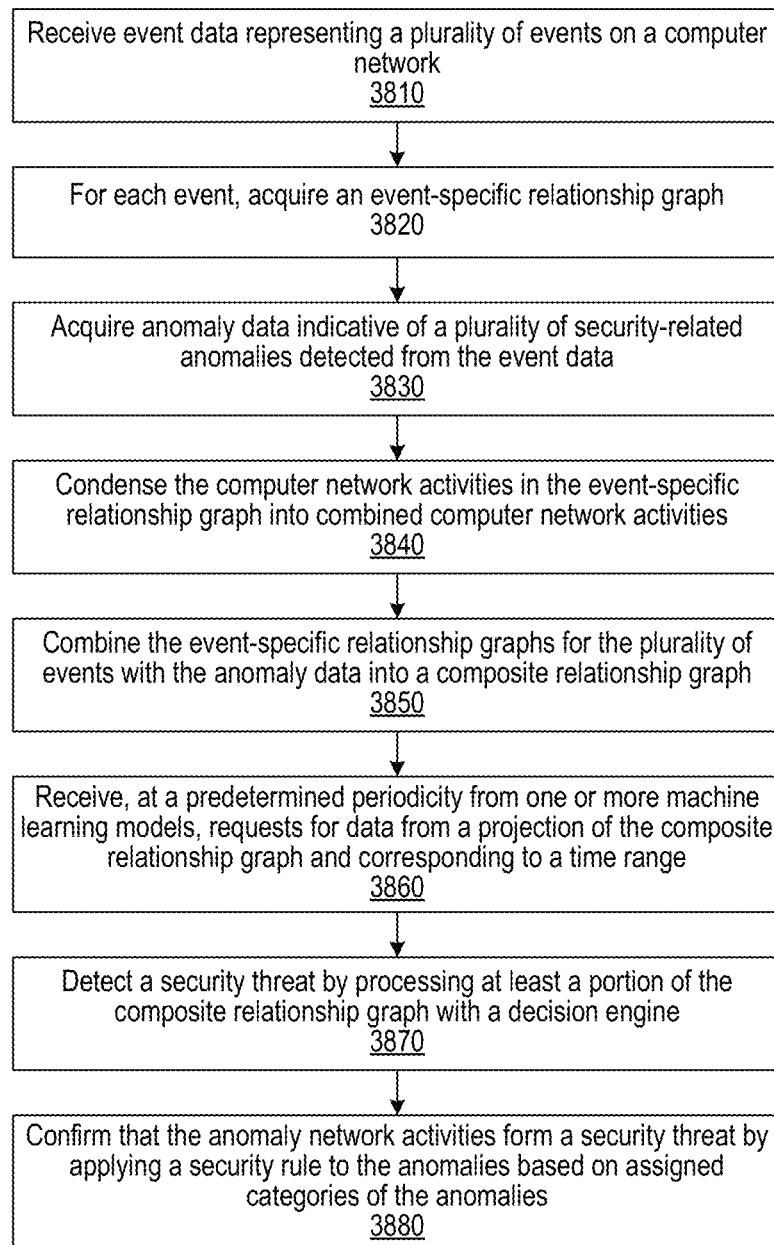 Receive event data representing a plurality of events on a computer
network
3810
For each event, acquire an event-specific relationship graph
3820
Acquire anomaly data indicative of a plurality of security-related
anomalies detected from the event data
3830
Condense the computer network activities in the event-specific
relationship graph into combined computer network activities
3840
Combine the event-specific relationship graphs for the plurality of
events with the anomaly data into a composite relationship graph
3850
Receive, at a predetermined periodicity from one or more machine
learning models, requests for data from a projection of the composite
relationship graph and corresponding to a time range
3860
Detect a security threat by processing at least a portion of the
composite relationship graph with a decision engine
3870
Confirm that the anomaly network activities form a security threat by
applying a security rule to the anomalies based on assigned
categories of the anomalies
3880